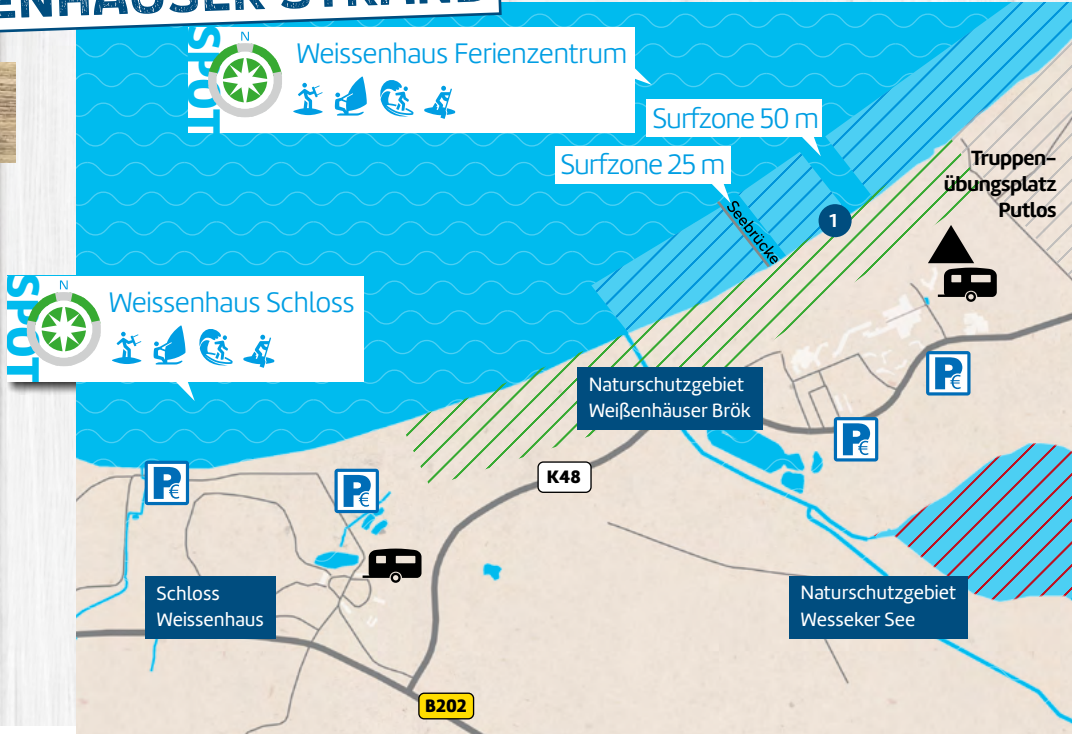 STRAND
SPOT
N
Weissenhaus Ferienzentrum
Surfzone 50 m
Surfzone 25 m
Seebrücke
1
Truppen-
übungsplatz
Putlos
SPOT
N
Weissenhaus Schloss
Naturschutzgebiet
Weißenhäuser Brök
P€
P€
P€
P€
K48
Schloss
Weissenhaus
Naturschutzgebiet
Wesseker See
B202